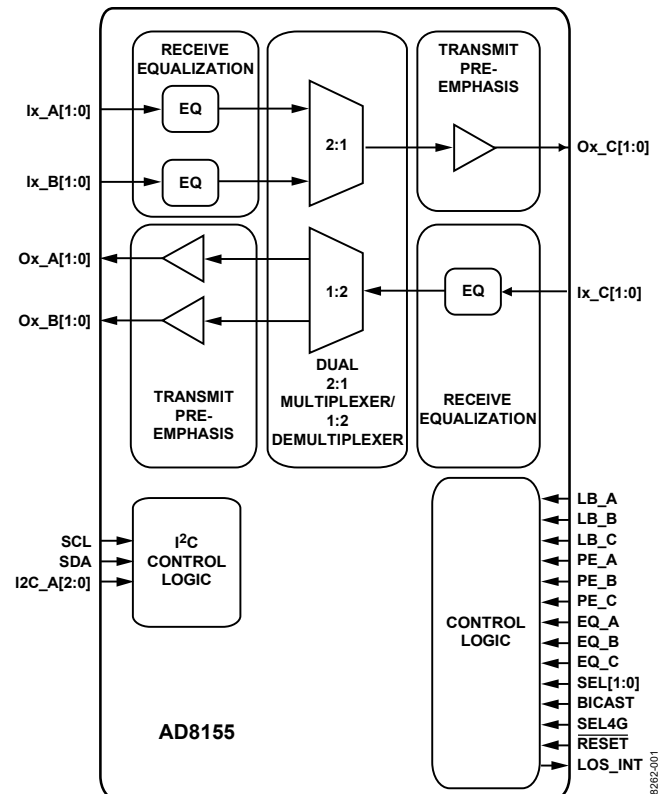 RECEIVE
EQUALIZATION
TRANSMIT
PRE-
EMPHASIS
Ix_A[1:0]
EQ
2:1
Ox_C[1:0]
Ix_B[1:0]
EQ
Ox_A[1:0]
1:2
EQ
Ix_C[1:0]
Ox_B[1:0]
TRANSMIT
PRE-
EMPHASIS
DUAL
2:1
MULTIPLEXER/
1:2
DEMULTIPLEXER
RECEIVE
EQUALIZATION
SCL
SDA
I2C_A[2:0]
I²C
CONTROL
LOGIC
CONTROL
LOGIC
LB_A
LB_B
LB_C
PE_A
PE_B
PE_C
EQ_A
EQ_B
EQ_C
SEL[1:0]
BICAST
SEL4G
RESET
LOS_INT
AD8155
8262-001